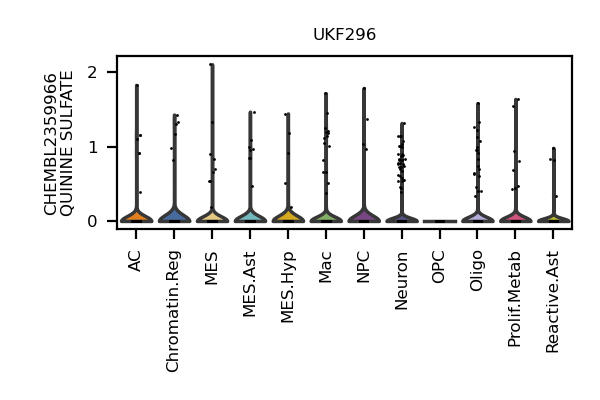 UKF296
CHEMBL2359966
QUININE SULFATE
2
1
0
AC
Chromatin.Reg
MES
MES.Ast
MES.Hyp
Mac
NPC
Neuron
OPC
Oligo
Prolif.Metab
Reactive.Ast